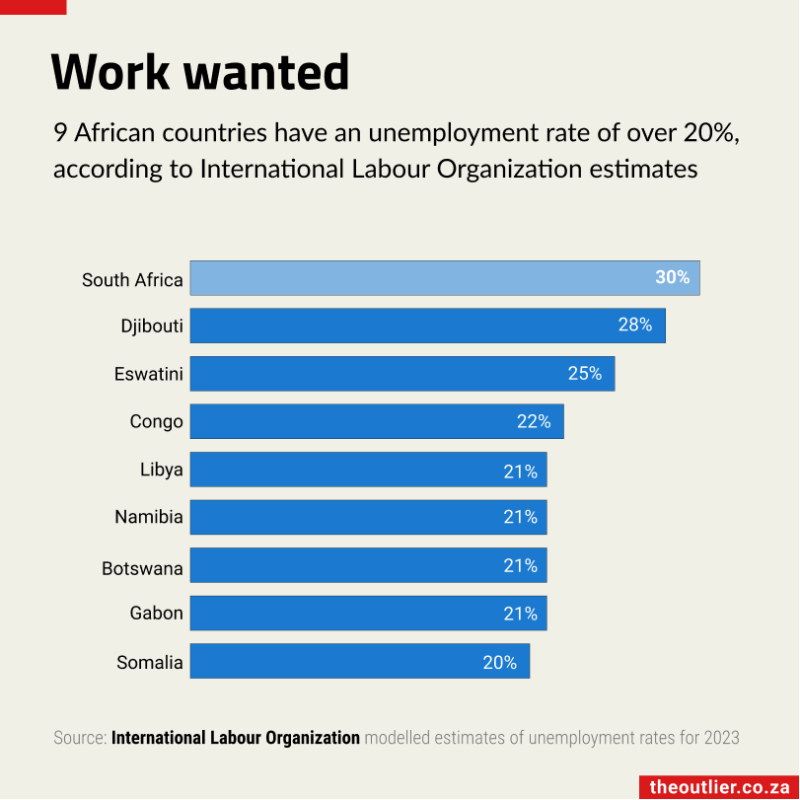 Work wanted
9 African countries have an unemployment rate of over 20%,
according to International Labour Organization estimates
South Africa 30%
Djibouti 28%
Eswatini 25%
Congo 22%
Libya 21%
Namibia 21%
Botswana 21%
Gabon 21%
Somalia 20%
Source: International Labour Organization modelled estimates of unemployment rates for 2023
theoutlier.co.za